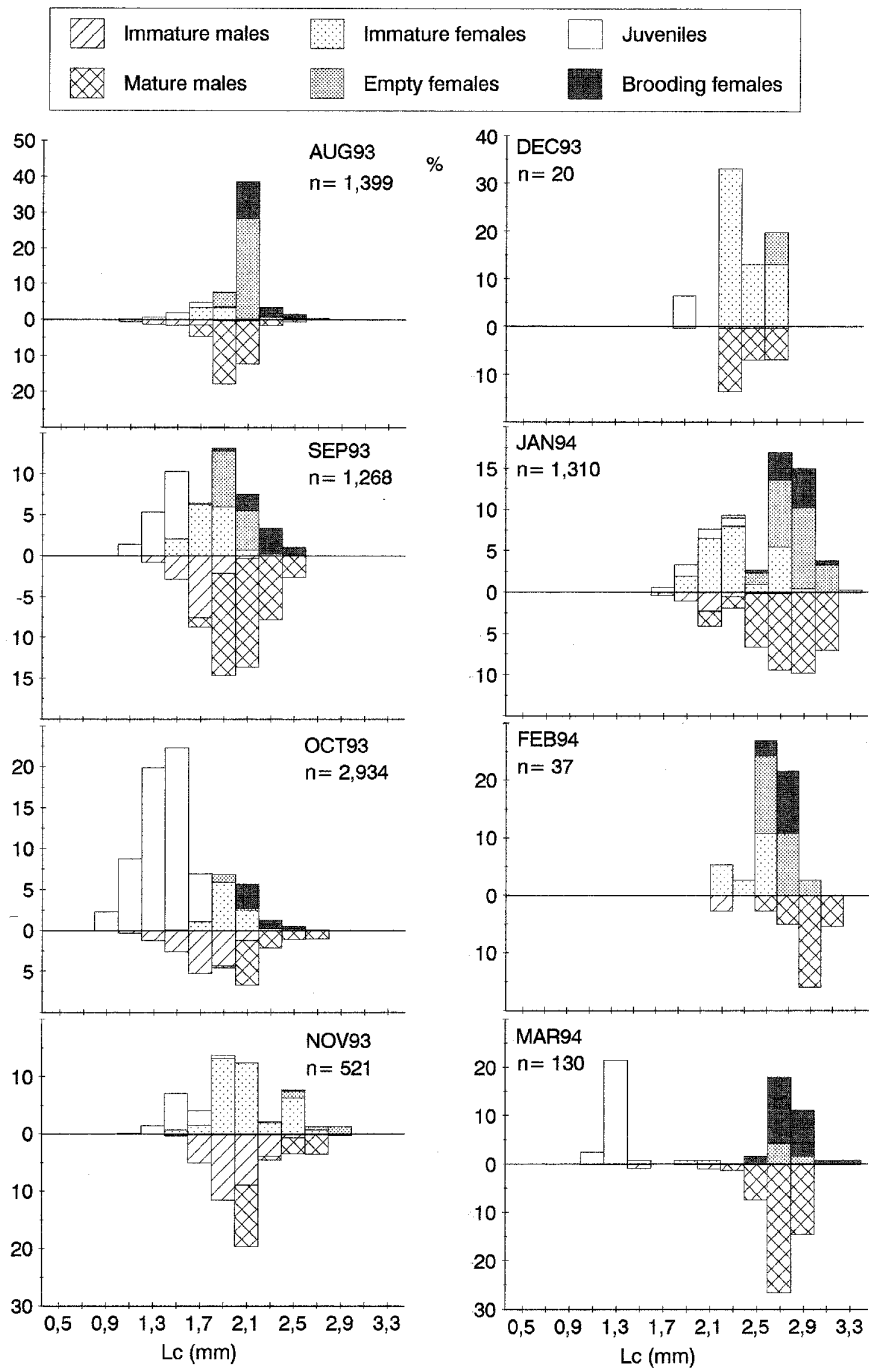 Immature males
Immature females
Juveniles
Mature males
Empty females
Brooding females
50
40
30
20
10
0
10
20
AUG93
n= 1,399
%
40
30
20
10
0
10
DEC93
n= 20
10
5
0
-5
-10
15
SEP93
n= 1,268
15
10
5
0
5
10
JAN94
n= 1,310
20
15
10
5
0
5
OCT93
n= 2,934
20
10
0
10
FEB94
n= 37
10
0
10
20
30
NOV93
n= 521
20
10
0
10
20
30
MAR94
n= 130
0,5 0,9 1,3 1,7 2,1 2,5 2,9 3,3
Lc (mm)
0,5 0,9 1,3 1,7 2,1 2,5 2,9 3,3
Lc (mm)